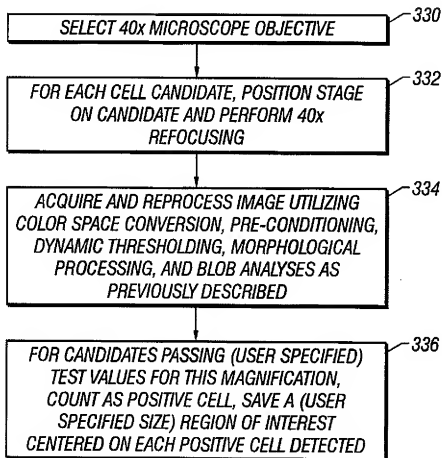 SELECT 40x MICROSCOPE OBJECTIVE
330
FOR EACH CELL CANDIDATE, POSITION STAGE
ON CANDIDATE AND PERFORM 40x
REFOCUSING
332
ACQUIRE AND REPROCESS IMAGE UTILIZING
COLOR SPACE CONVERSION, PRE-CONDITIONING,
DYNAMIC THRESHOLDING, MORPHOLOGICAL
PROCESSING, AND BLOB ANALYSES AS
PREVIOUSLY DESCRIBED
334
FOR CANDIDATES PASSING (USER SPECIFIED)
TEST VALUES FOR THIS MAGNIFICATION,
COUNT AS POSITIVE CELL, SAVE A (USER
SPECIFIED SIZE) REGION OF INTEREST
CENTERED ON EACH POSITIVE CELL DETECTED
336